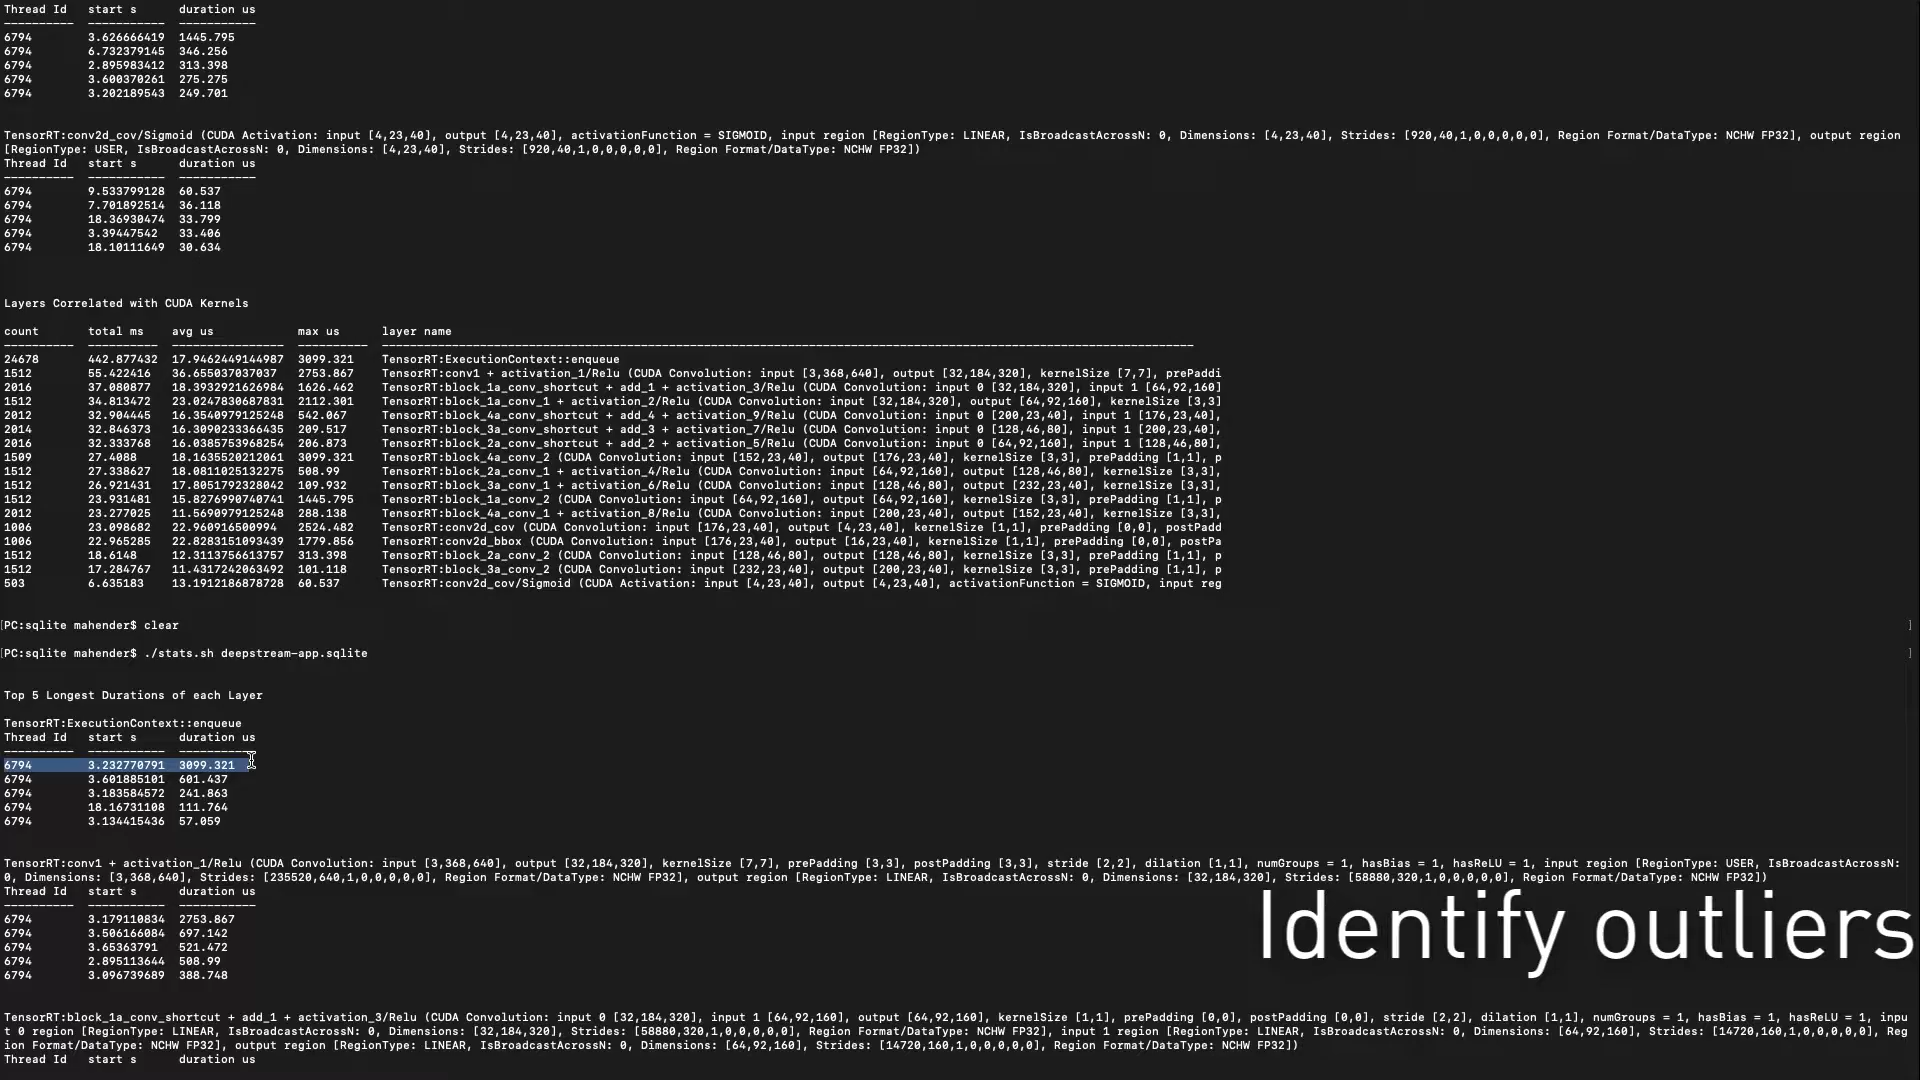 Thread Id   start s      duration us
----------  -----------  -----------
6794        3.626666419  1445.795
6794        6.732379145  346.256
6794        2.895983412  313.398
6794        3.600370261  275.275
6794        3.202189543  249.701
TensorRT:conv2d_cov/Sigmoid (CUDA Activation: input [4,23,40], output [4,23,40], activationFunction = SIGMOID, input region [RegionType: LINEAR, IsBroadcastAcrossN: 0, Dimensions: [4,23,40], Strides: [920,40,1,0,0,0,0,0], Region Format/DataType: NCHW FP32], output region
[RegionType: USER, IsBroadcastAcrossN: 0, Dimensions: [4,23,40], Strides: [920,40,1,0,0,0,0,0], Region Format/DataType: NCHW FP32])
Thread Id   start s      duration us
----------  -----------  -----------
6794        9.533799128  60.537
6794        7.701892514  36.118
6794        18.36930474  33.799
6794        3.39447542   33.406
6794        18.10111649  30.634
Layers Correlated with CUDA Kernels
count       total ms    avg us            max us      layer name
----------  ----------  ----------------  ----------  --------------------------------------------------------------------------------------------------------------------
24678       442.877432  17.9462449144987  3099.321    TensorRT:ExecutionContext::enqueue
1512        55.422416   36.655037037037   2753.867    TensorRT:conv1 + activation_1/Relu (CUDA Convolution: input [3,368,640], output [32,184,320], kernelSize [7,7], prePaddi
2016        37.080877   18.3932921626984  1626.462    TensorRT:block_1a_conv_shortcut + add_1 + activation_3/Relu (CUDA Convolution: input 0 [32,184,320], input 1 [64,92,160]
1512        34.813472   23.0247830687831  2112.301    TensorRT:block_1a_conv_1 + activation_2/Relu (CUDA Convolution: input [32,184,320], output [64,92,160], kernelSize [3,3]
2012        32.904445   16.3540979125248  542.067     TensorRT:block_4a_conv_shortcut + add_4 + activation_9/Relu (CUDA Convolution: input 0 [200,23,40], input 1 [176,23,40],
2014        32.846373   16.3090233366435  209.517     TensorRT:block_3a_conv_shortcut + add_3 + activation_7/Relu (CUDA Convolution: input 0 [128,46,80], input 1 [200,23,40],
2016        32.333768   16.0385753968254  206.873     TensorRT:block_2a_conv_shortcut + add_2 + activation_5/Relu (CUDA Convolution: input 0 [64,92,160], input 1 [128,46,80],
1509        27.4088     18.1635520212061  3099.321    TensorRT:block_4a_conv_2 (CUDA Convolution: input [152,23,40], output [176,23,40], kernelSize [3,3], prePadding [1,1], p
1512        27.338627   18.0811025132275  508.99      TensorRT:block_2a_conv_1 + activation_4/Relu (CUDA Convolution: input [64,92,160], output [128,46,80], kernelSize [3,3],
1512        26.921431   17.8051792328042  109.932     TensorRT:block_3a_conv_1 + activation_6/Relu (CUDA Convolution: input [128,46,80], output [232,23,40], kernelSize [3,3],
1512        23.931481   15.8276990740741  1445.795    TensorRT:block_1a_conv_2 (CUDA Convolution: input [64,92,160], output [64,92,160], kernelSize [3,3], prePadding [1,1], p
2012        23.277025   11.5690979125248  288.138     TensorRT:block_4a_conv_1 + activation_8/Relu (CUDA Convolution: input [200,23,40], output [152,23,40], kernelSize [3,3],
1006        23.098682   22.960916500994   2524.482    TensorRT:conv2d_cov (CUDA Convolution: input [176,23,40], output [4,23,40], kernelSize [1,1], prePadding [0,0], postPadd
1006        22.965285   22.8283151093439  1779.856    TensorRT:conv2d_bbox (CUDA Convolution: input [176,23,40], output [16,23,40], kernelSize [1,1], prePadding [0,0], postPa
1512        18.6148     12.3113756613757  313.398     TensorRT:block_2a_conv_2 (CUDA Convolution: input [128,46,80], output [128,46,80], kernelSize [3,3], prePadding [1,1], p
1512        17.284767   11.4317242063492  101.118     TensorRT:block_3a_conv_2 (CUDA Convolution: input [232,23,40], output [200,23,40], kernelSize [3,3], prePadding [1,1], p
503         6.635183    13.1912186878728  60.537      TensorRT:conv2d_cov/Sigmoid (CUDA Activation: input [4,23,40], output [4,23,40], activationFunction = SIGMOID, input reg
[PC:sqlite mahender$ clear ]
[PC:sqlite mahender$ ./stats.sh deepstream-app.sqlite ]
Top 5 Longest Durations of each Layer
TensorRT:ExecutionContext::enqueue
Thread Id   start s      duration us
----------  -----------  -----------
6794        3.232770791  3099.321
6794        3.601885101  601.437
6794        3.183584572  241.863
6794        18.16731108  111.764
6794        3.134415436  57.059
TensorRT:conv1 + activation_1/Relu (CUDA Convolution: input [3,368,640], output [32,184,320], kernelSize [7,7], prePadding [3,3], postPadding [3,3], stride [2,2], dilation [1,1], numGroups = 1, hasBias = 1, hasReLU = 1, input region [RegionType: USER, IsBroadcastAcrossN:
0, Dimensions: [3,368,640], Strides: [235520,640,1,0,0,0,0,0], Region Format/DataType: NCHW FP32], output region [RegionType: LINEAR, IsBroadcastAcrossN: 0, Dimensions: [32,184,320], Strides: [58880,320,1,0,0,0,0,0], Region Format/DataType: NCHW FP32])
Thread Id   start s      duration us
----------  -----------  -----------
6794        3.179110834  2753.867
6794        3.506166084  697.142
6794        3.65363791   521.472
6794        2.895113644  508.99
6794        3.096739689  388.748
Identify outliers
TensorRT:block_1a_conv_shortcut + add_1 + activation_3/Relu (CUDA Convolution: input 0 [32,184,320], input 1 [64,92,160], output [64,92,160], kernelSize [1,1], prePadding [0,0], postPadding [0,0], stride [2,2], dilation [1,1], numGroups = 1, hasBias = 1, hasReLU = 1, inpu
t 0 region [RegionType: LINEAR, IsBroadcastAcrossN: 0, Dimensions: [32,184,320], Strides: [58880,320,1,0,0,0,0,0], Region Format/DataType: NCHW FP32], input 1 region [RegionType: LINEAR, IsBroadcastAcrossN: 0, Dimensions: [64,92,160], Strides: [14720,160,1,0,0,0,0,0], Reg
ion Format/DataType: NCHW FP32], output region [RegionType: LINEAR, IsBroadcastAcrossN: 0, Dimensions: [64,92,160], Strides: [14720,160,1,0,0,0,0,0], Region Format/DataType: NCHW FP32])
Thread Id   start s      duration us